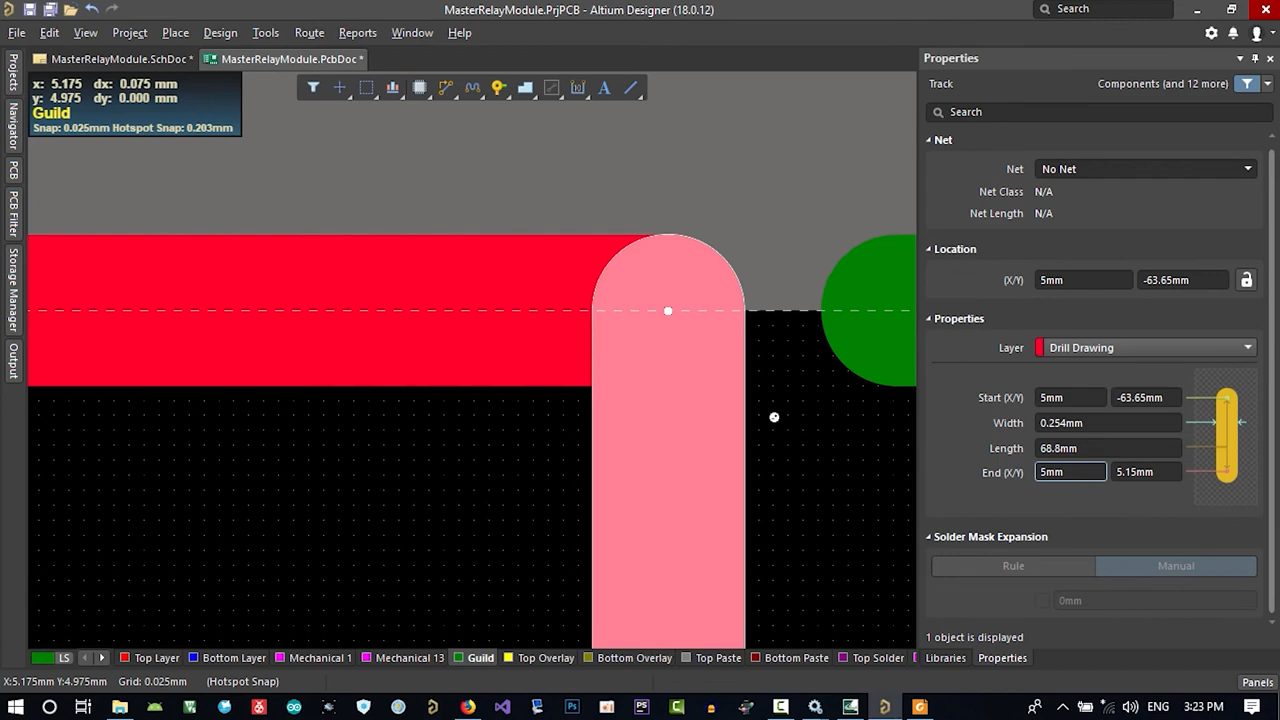 MasterRelayModule.PrjPCB - Altium Designer (18.0.12)
Search
File Edit View Project Place Design Tools Route Reports Window Help
MasterRelayModule.SchDoc *
MasterRelayModule.PcbDoc *
Projects
Navigator
PCB
PCB Filter
Storage Manager
Output
x: 5.175 dx: 0.075 mm
y: 4.975 dy: 0.000 mm
Guild
Snap: 0.025mm Hotspot Snap: 0.203mm
Properties
Track
Components (and 12 more)
Search
Net
Net No Net
Net Class N/A
Net Length N/A
Location
(X/Y) 5mm -63.65mm
Properties
Layer Drill Drawing
Start (X/Y) 5mm -63.65mm
Width 0.254mm
Length 68.8mm
End (X/Y) 5mm 5.15mm
Solder Mask Expansion
Rule Manual
0mm
1 object is displayed
LS Top Layer Bottom Layer Mechanical 1 Mechanical 13 Guild Top Overlay Bottom Overlay Top Paste Bottom Paste Top Solder
Libraries Properties
X:5.175mm Y:4.975mm Grid: 0.025mm (Hotspot Snap)
Panels
ENG 3:23 PM